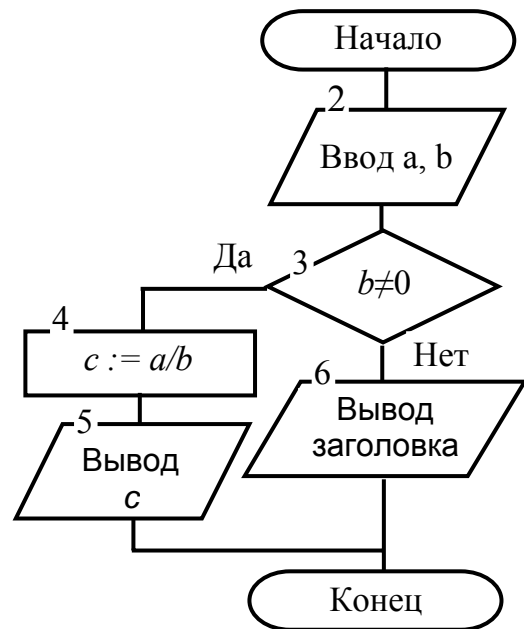 Начало
2
Ввод a, b
Да
3
b≠0
4
c := a/b
Нет
6
5
Вывод
заголовка
Вывод
c
Конец